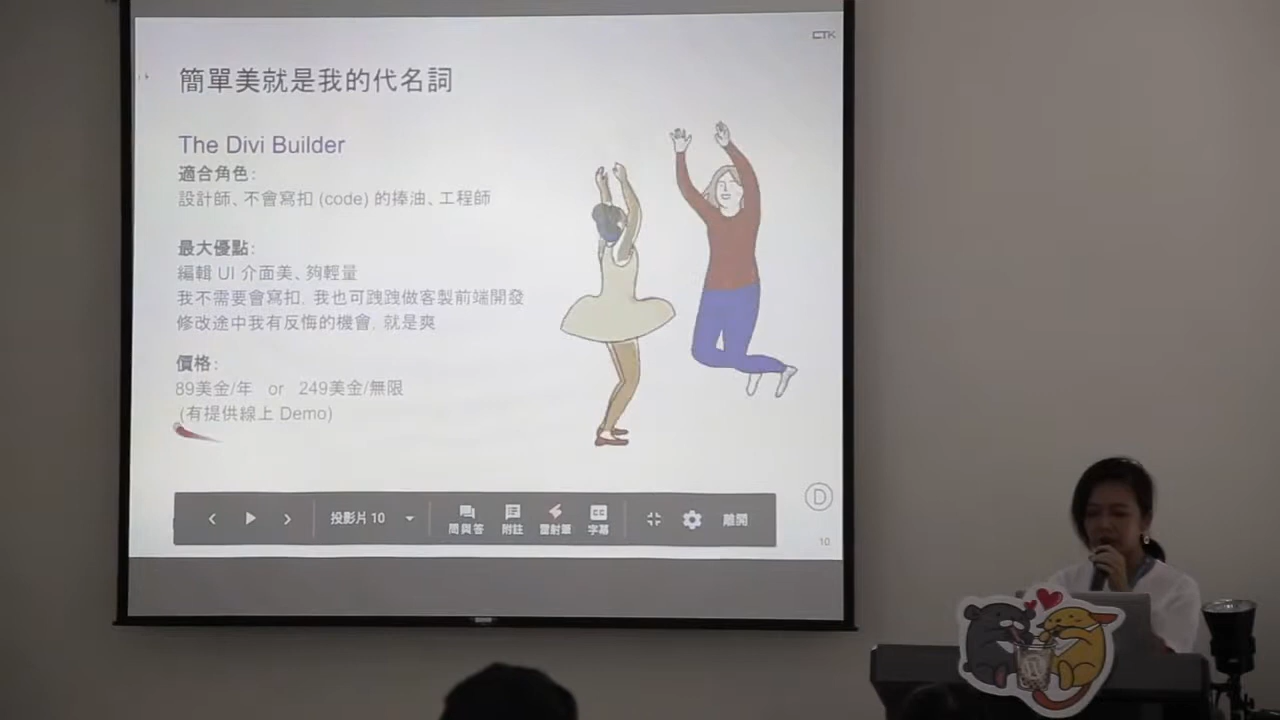 CTK
簡單美就是我的代名詞
The Divi Builder
適合角色:
設計師、不會寫扣 (code) 的捧油、工程師
最大優點:
編輯 UI 介面美、夠輕量
我不需要會寫扣, 我也可跩跩做客製前端開發
修改途中我有反悔的機會, 就是爽
價格:
89美金/年 or 249美金/無限
(有提供線上 Demo)
投影片 10
問與答 附註 雷射筆 字幕
離開
D
10